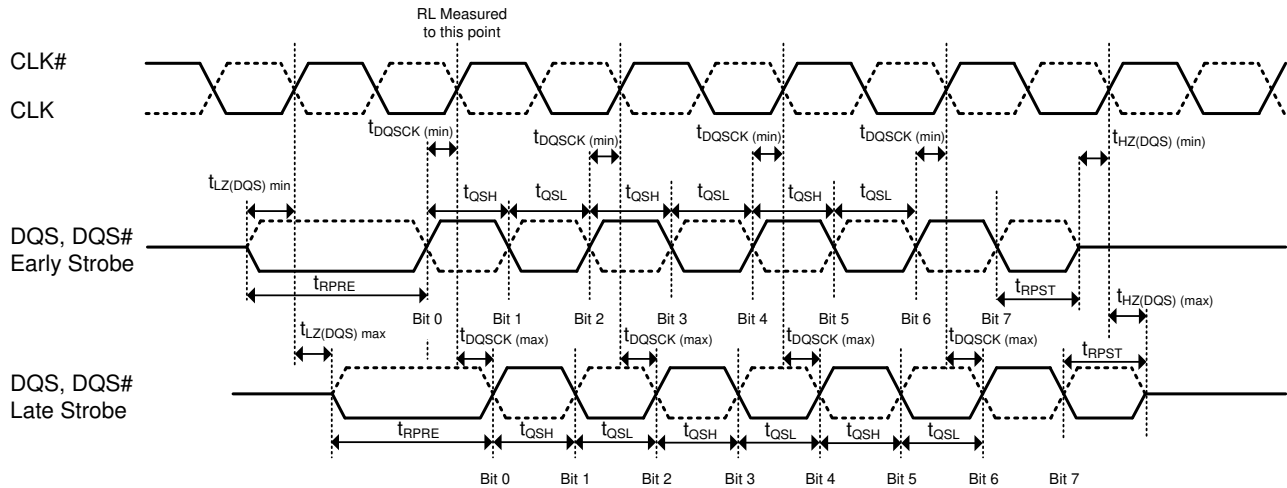 RL Measured
to this point
CLK#
CLK
tDQSCK (min)
tDQSCK (min)
tDQSCK (min)
tDQSCK (min)
tHZ(DQS) (min)
tLZ(DQS) min
tQSH
tQSL
tQSH
tQSL
tQSH
tQSL
DQS, DQS#
Early Strobe
tRPRE
tRPST
Bit 0
Bit 1
Bit 2
Bit 3
Bit 4
Bit 5
Bit 6
Bit 7
tHZ(DQS) (max)
tLZ(DQS) max
tDQSCK (max)
tDQSCK (max)
tDQSCK (max)
tDQSCK (max)
tRPST
DQS, DQS#
Late Strobe
tRPRE
tQSH
tQSL
tQSH
tQSL
tQSH
tQSL
Bit 0
Bit 1
Bit 2
Bit 3
Bit 4
Bit 5
Bit 6
Bit 7